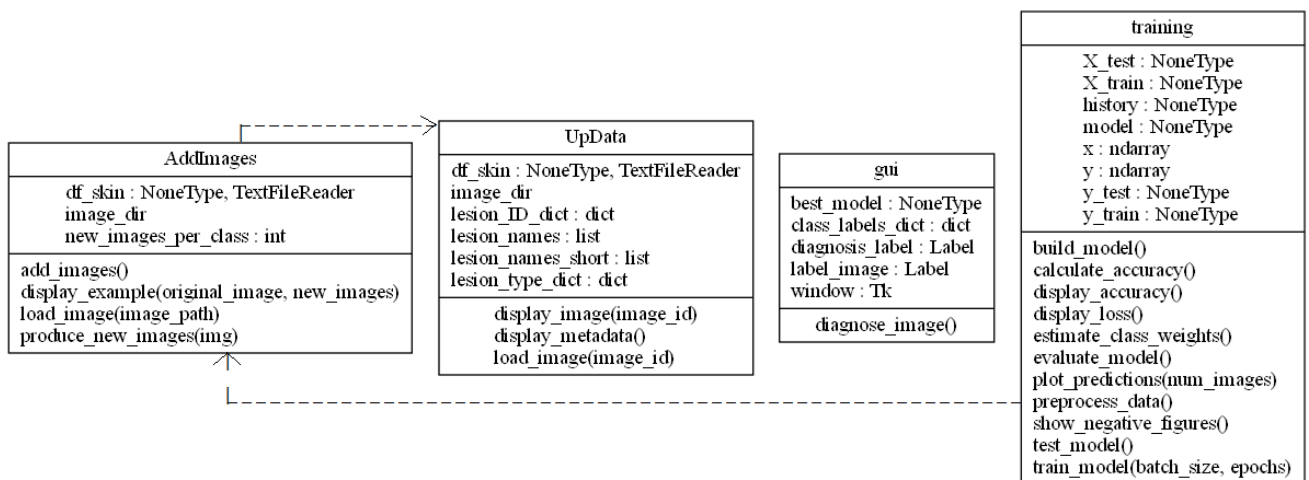 AddImages
df_skin : NoneType, TextFileReader
image_dir
new_images_per_class : int
add_images()
display_example(original_image, new_images)
load_image(image_path)
produce_new_images(img)
UpData
df_skin : NoneType, TextFileReader
image_dir
lesion_ID_dict : dict
lesion_names : list
lesion_names_short : list
lesion_type_dict : dict
display_image(image_id)
display_metadata()
load_image(image_id)
gui
best_model : NoneType
class_labels_dict : dict
diagnosis_label : Label
label_image : Label
window : Tk
diagnose_image()
training
X_test : NoneType
X_train : NoneType
history : NoneType
model : NoneType
x : ndarray
y : ndarray
y_test : NoneType
y_train : NoneType
build_model()
calculate_accuracy()
display_accuracy()
display_loss()
estimate_class_weights()
evaluate_model()
plot_predictions(num_images)
preprocess_data()
show_negative_figures()
test_model()
train_model(batch_size, epochs)